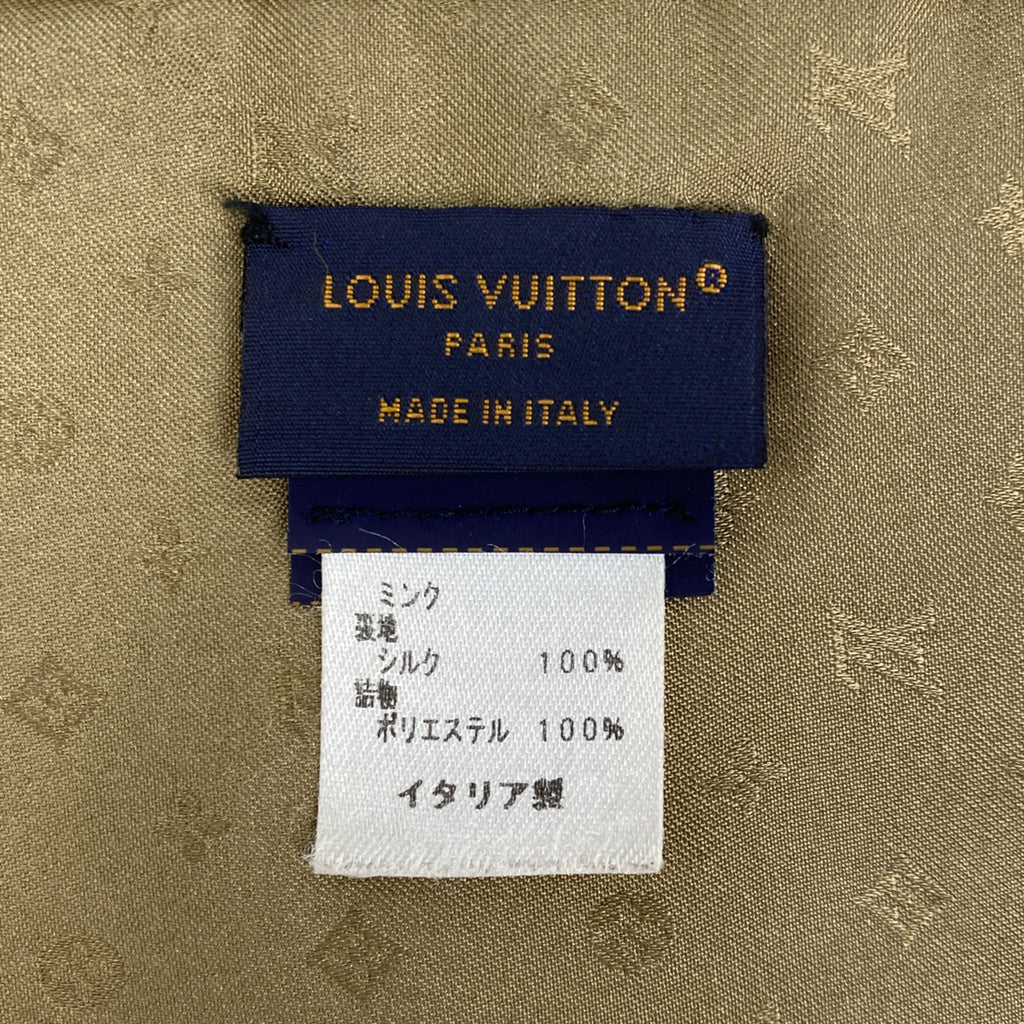 LOUIS VUITTON®
PARIS
MADE IN ITALY
ミンク
裏地
シルク 100%
詰物
ポリエステル 100%
イタリア製